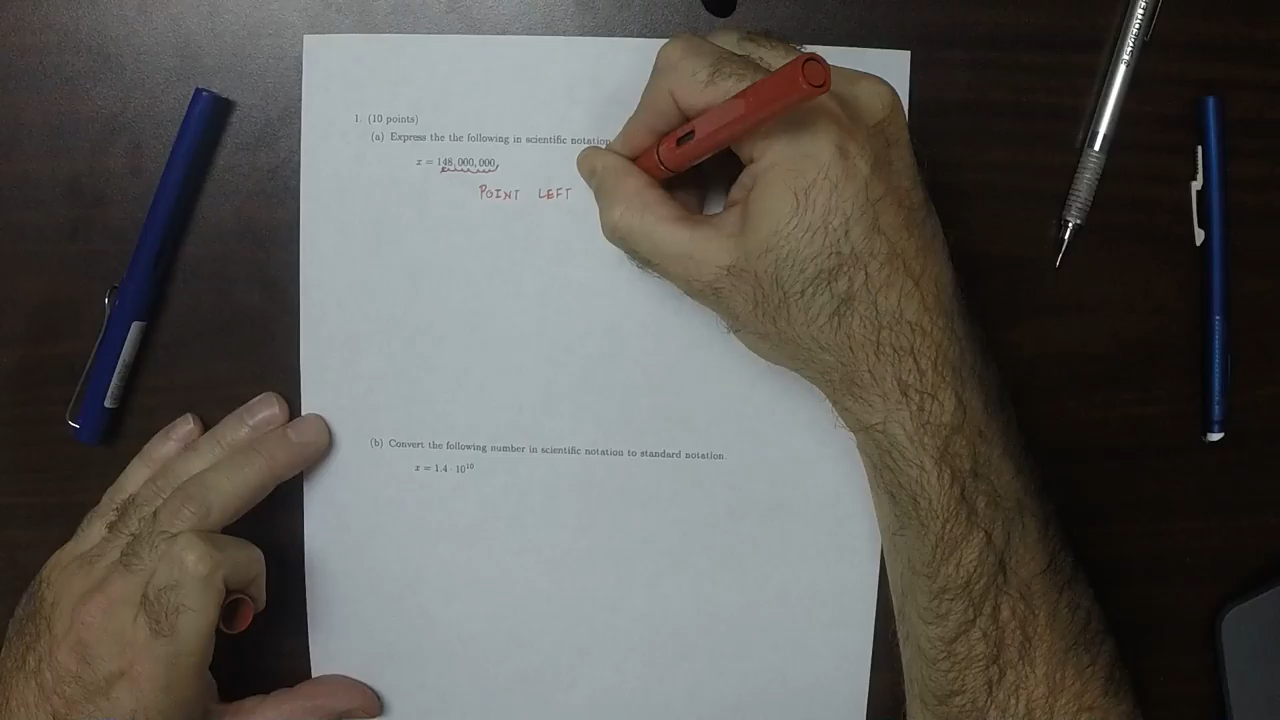 1. (10 points)
(a) Express the the following in scientific notation
x = 148,000,000
POINT LEFT
(b) Convert the following number in scientific notation to standard notation.
x = 1.4 · 10¹⁰
STAEDTLER